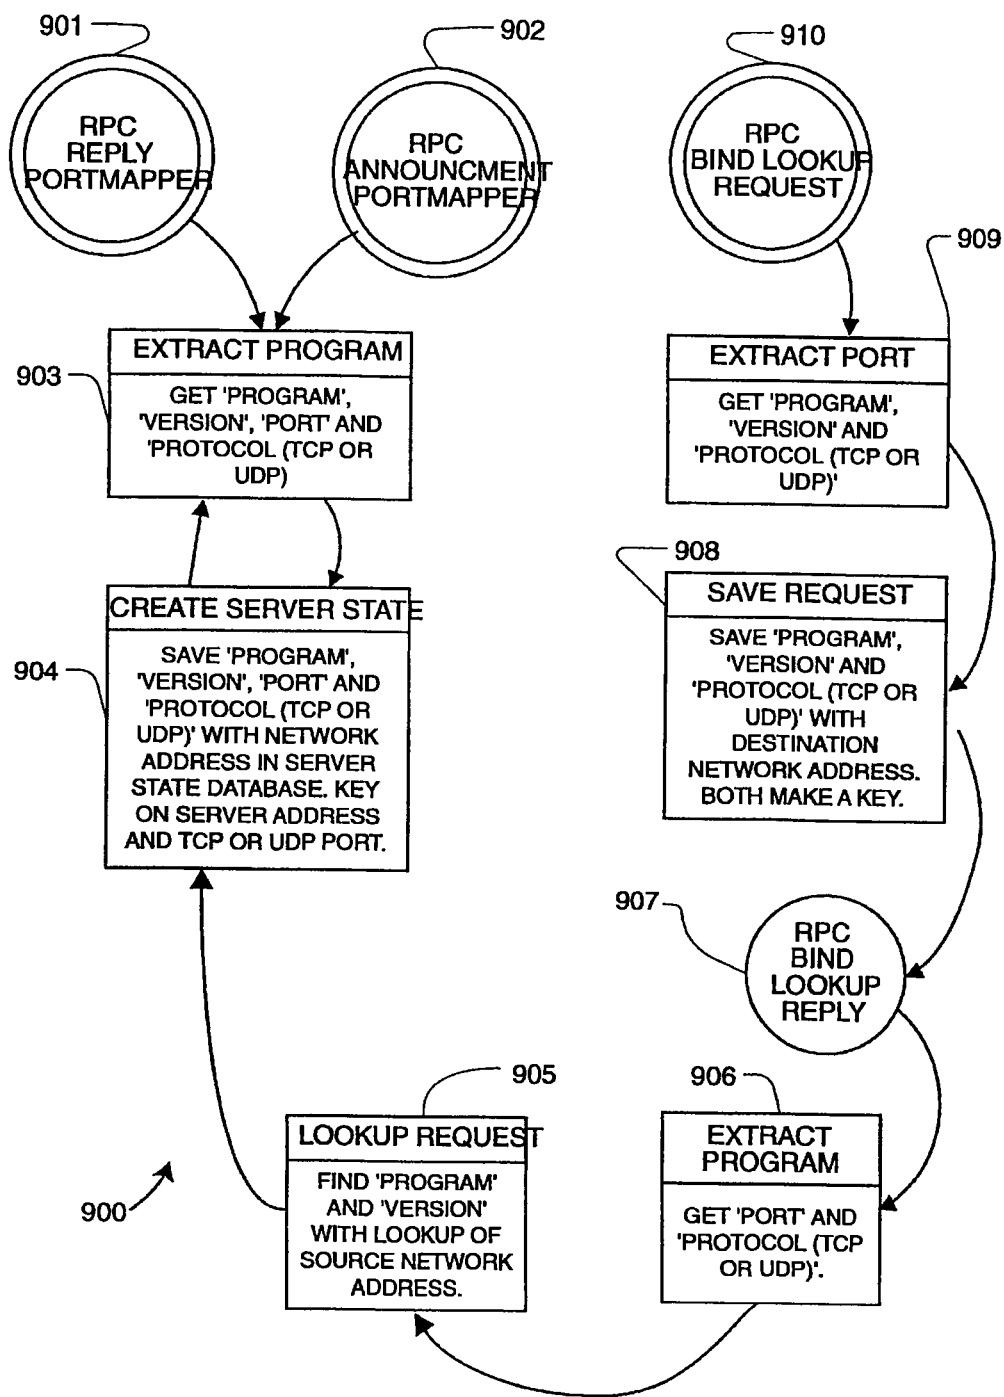 901
902
910
RPC
REPLY
PORTMAPPER
RPC
ANNOUNCMENT
PORTMAPPER
RPC
BIND LOOKUP
REQUEST
909
903
EXTRACT PROGRAM
GET 'PROGRAM',
'VERSION', 'PORT' AND
'PROTOCOL (TCP OR
UDP)
EXTRACT PORT
GET 'PROGRAM',
'VERSION' AND
'PROTOCOL (TCP OR
UDP)'
908
904
CREATE SERVER STATE
SAVE 'PROGRAM',
'VERSION', 'PORT' AND
'PROTOCOL (TCP OR
UDP)' WITH NETWORK
ADDRESS IN SERVER
STATE DATABASE. KEY
ON SERVER ADDRESS
AND TCP OR UDP PORT.
SAVE REQUEST
SAVE 'PROGRAM',
'VERSION' AND
'PROTOCOL (TCP OR
UDP)' WITH
DESTINATION
NETWORK ADDRESS.
BOTH MAKE A KEY.
907
RPC
BIND
LOOKUP
REPLY
905
906
LOOKUP REQUEST
FIND 'PROGRAM'
AND 'VERSION'
WITH LOOKUP OF
SOURCE NETWORK
ADDRESS.
EXTRACT
PROGRAM
GET 'PORT' AND
'PROTOCOL (TCP
OR UDP)'.
900